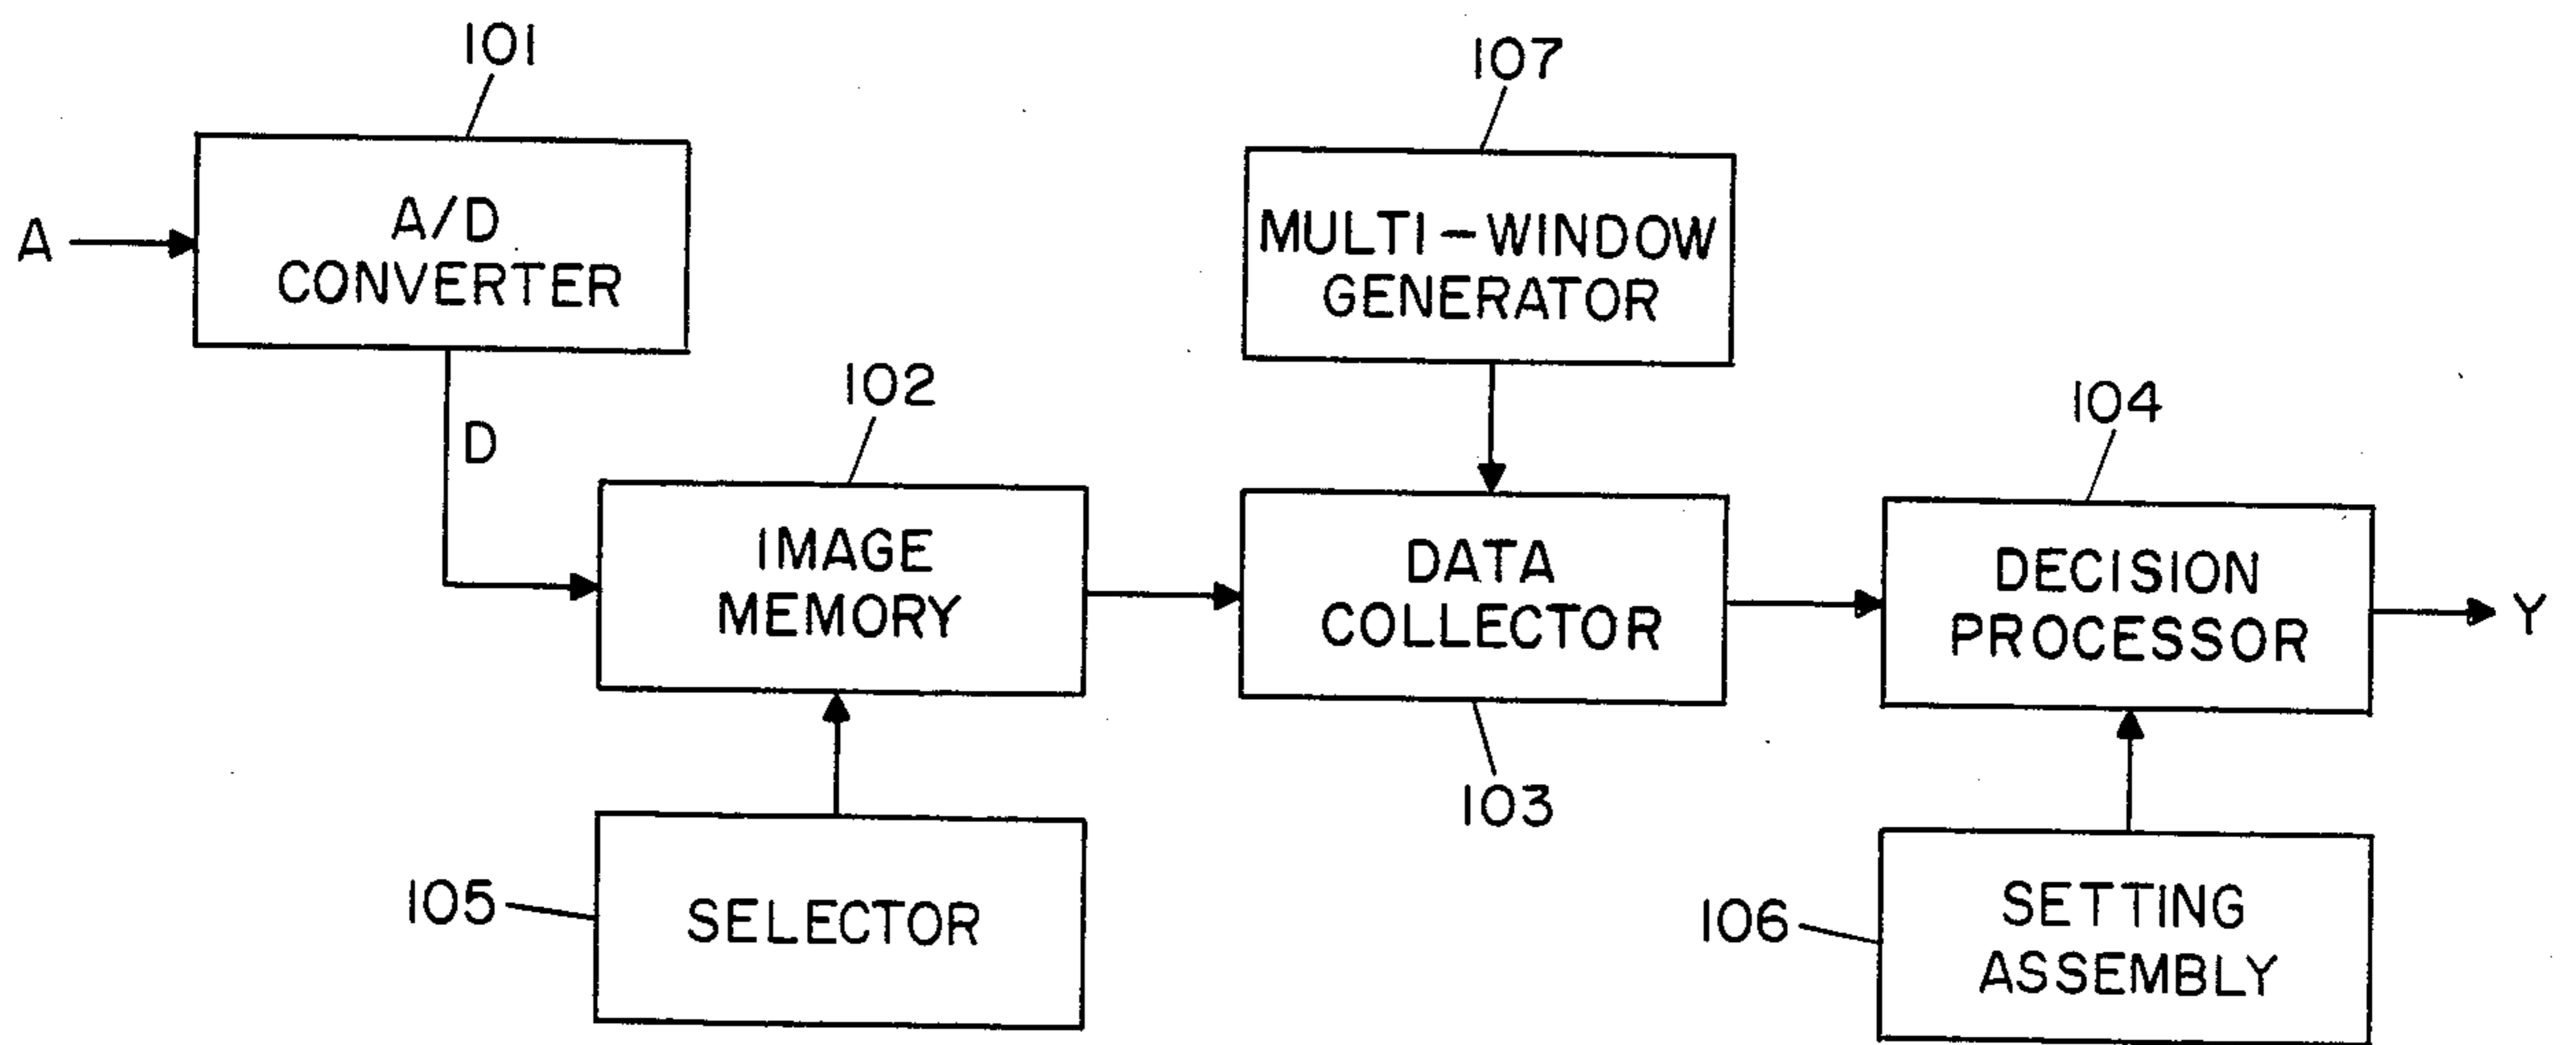 101
107
A
A/D
CONVERTER
MULTI-WINDOW
GENERATOR
D
102
104
IMAGE
MEMORY
DATA
COLLECTOR
DECISION
PROCESSOR
Y
103
105
SELECTOR
106
SETTING
ASSEMBLY